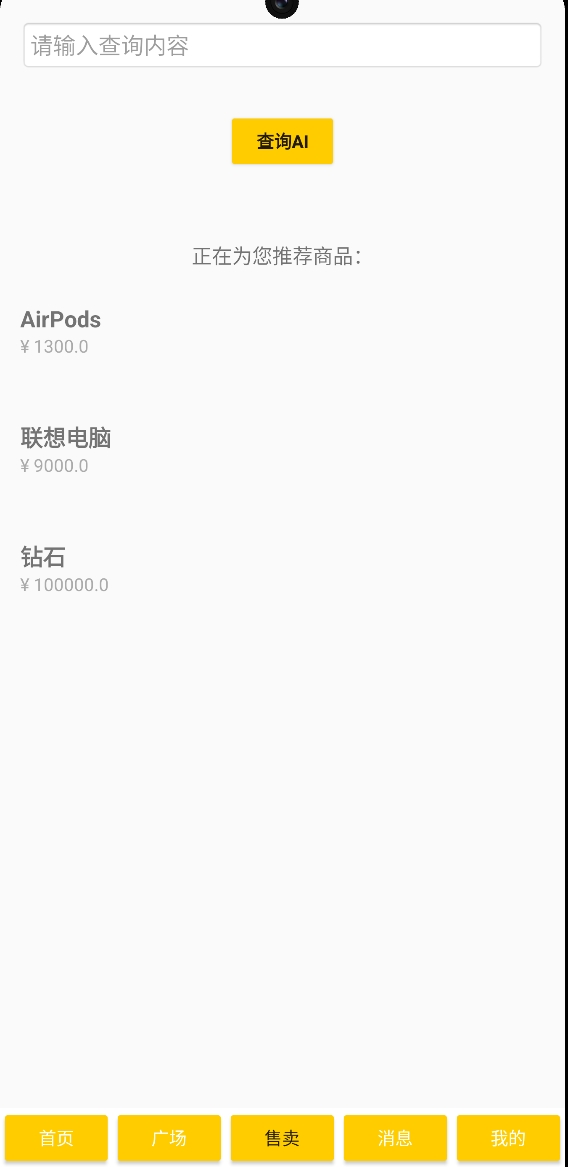 请输入查询内容
查询AI
正在为您推荐商品：
AirPods
¥ 1300.0
联想电脑
¥ 9000.0
钻石
¥ 100000.0
首页 广场 售卖 消息 我的